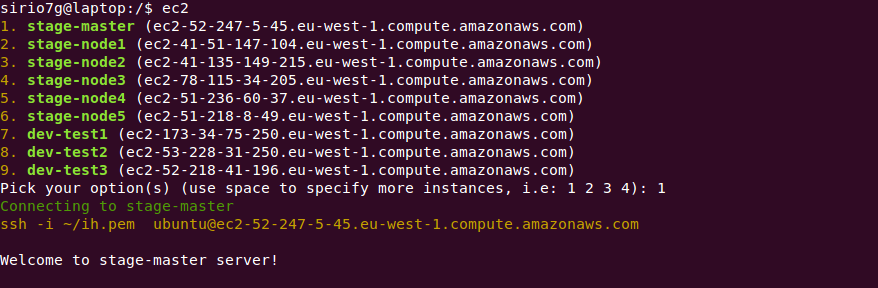 sirio7g@laptop:/$ ec2
1. stage-master (ec2-52-247-5-45.eu-west-1.compute.amazonaws.com)
2. stage-node1 (ec2-41-51-147-104.eu-west-1.compute.amazonaws.com)
3. stage-node2 (ec2-41-135-149-215.eu-west-1.compute.amazonaws.com)
4. stage-node3 (ec2-78-115-34-205.eu-west-1.compute.amazonaws.com)
5. stage-node4 (ec2-51-236-60-37.eu-west-1.compute.amazonaws.com)
6. stage-node5 (ec2-51-218-8-49.eu-west-1.compute.amazonaws.com)
7. dev-test1 (ec2-173-34-75-250.eu-west-1.compute.amazonaws.com)
8. dev-test2 (ec2-53-228-31-250.eu-west-1.compute.amazonaws.com)
9. dev-test3 (ec2-52-218-41-196.eu-west-1.compute.amazonaws.com)
Pick your option(s) (use space to specify more instances, i.e: 1 2 3 4): 1
Connecting to stage-master
ssh -i ~/ih.pem  ubuntu@ec2-52-247-5-45.eu-west-1.compute.amazonaws.com
Welcome to stage-master server!